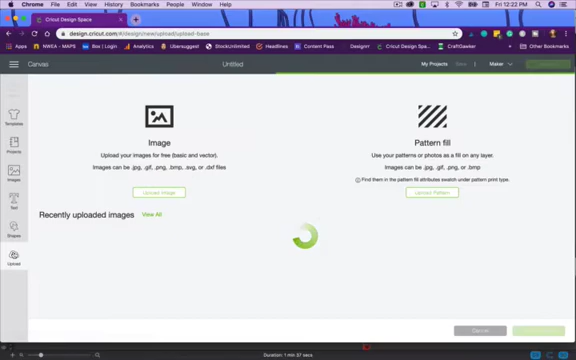 Chrome File Edit View History Bookmarks People Window Help
Fri 12:22 PM
Cricut Design Space
design.cricut.com/#/design/new/upload/upload-base
Apps NWEA - MAPS Box | Login Analytics Ubersuggest StockUnlimited Headlines Content Pass Design+ Cricut Design Space CraftGawker Other Bookmarks
Canvas Untitled My Projects Save Maker
Templates
Projects
Images
Text
Shapes
Upload
Image
Upload your images for free (basic and vector).
Images can be .jpg, .gif, .png, .bmp, .svg, or .dxf files
Upload Image
Pattern fill
Use your patterns or photos as a fill on any layer.
Images can be .jpg, .gif, .png, or .bmp
Find them in the pattern fill attributes swatch under pattern print type.
Upload Pattern
Recently uploaded images View All
Cancel
Duration: 1 min 37 secs